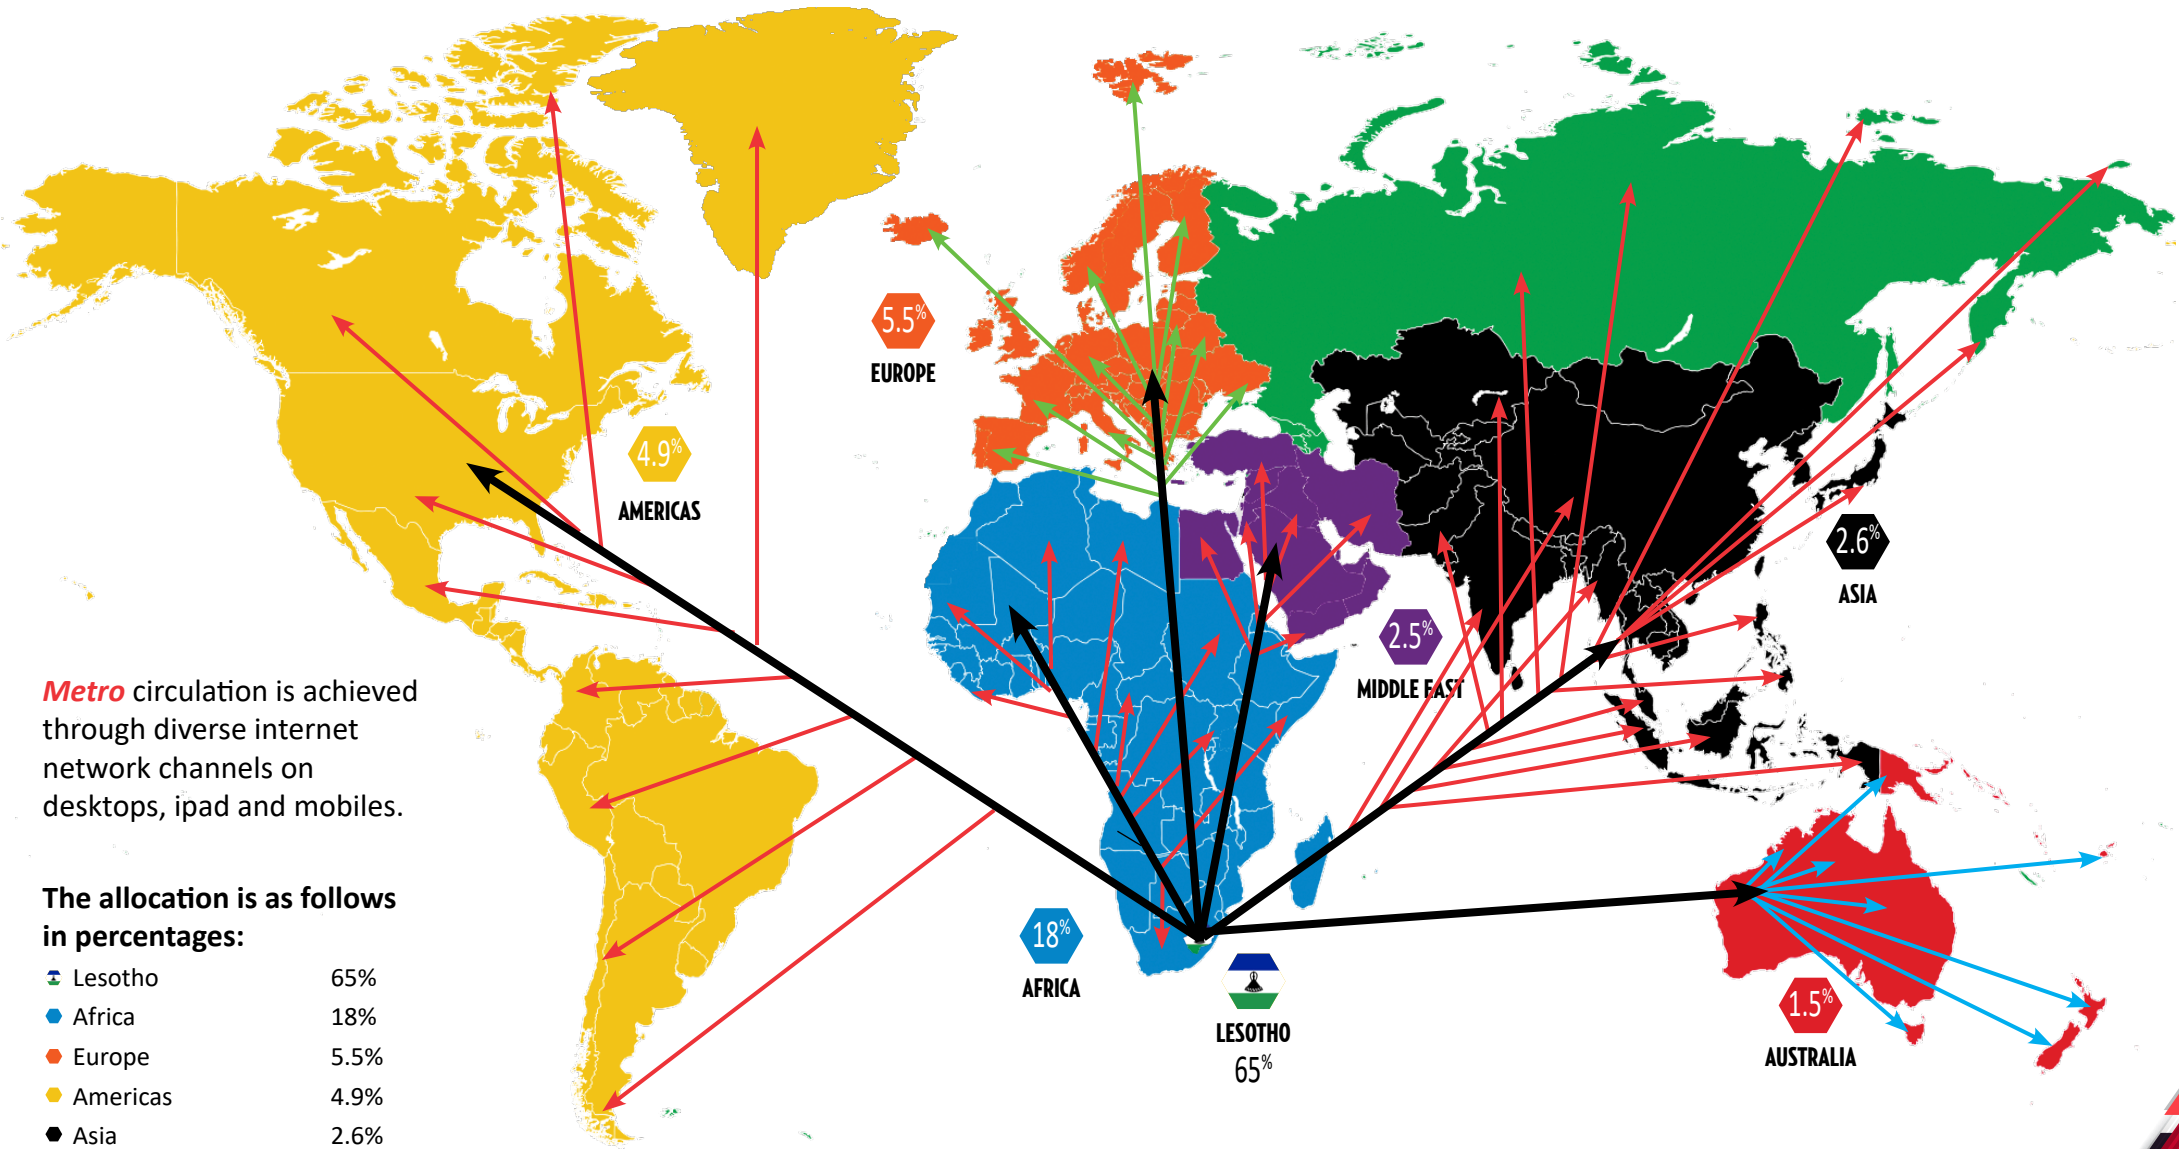 5.5%
EUROPE
4.9%
AMERICAS
2.6%
ASIA
2.5%
MIDDLE EAST
Metro circulation is achieved
through diverse internet
network channels on
desktops, ipad and mobiles.
The allocation is as follows
in percentages:
Lesotho 65%
Africa 18%
Europe 5.5%
Americas 4.9%
Asia 2.6%
18%
AFRICA
LESOTHO
65%
1.5%
AUSTRALIA